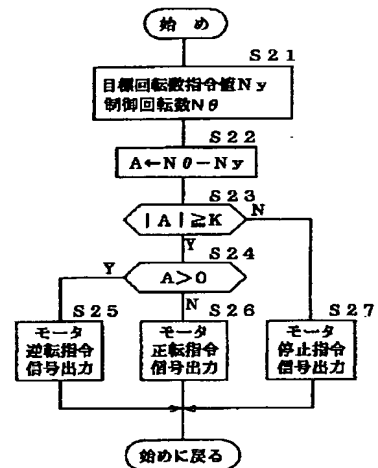 始め
S21
目標回転数指令値Ny
制御回転数Nθ
S22
A←Nθ-Ny
S23
|A|≧K
N
Y
S24
Y
A>0
N
S25
S26
S27
モータ
逆転指令
信号出力
モータ
正転指令
信号出力
モータ
停止指令
信号出力
始めに戻る